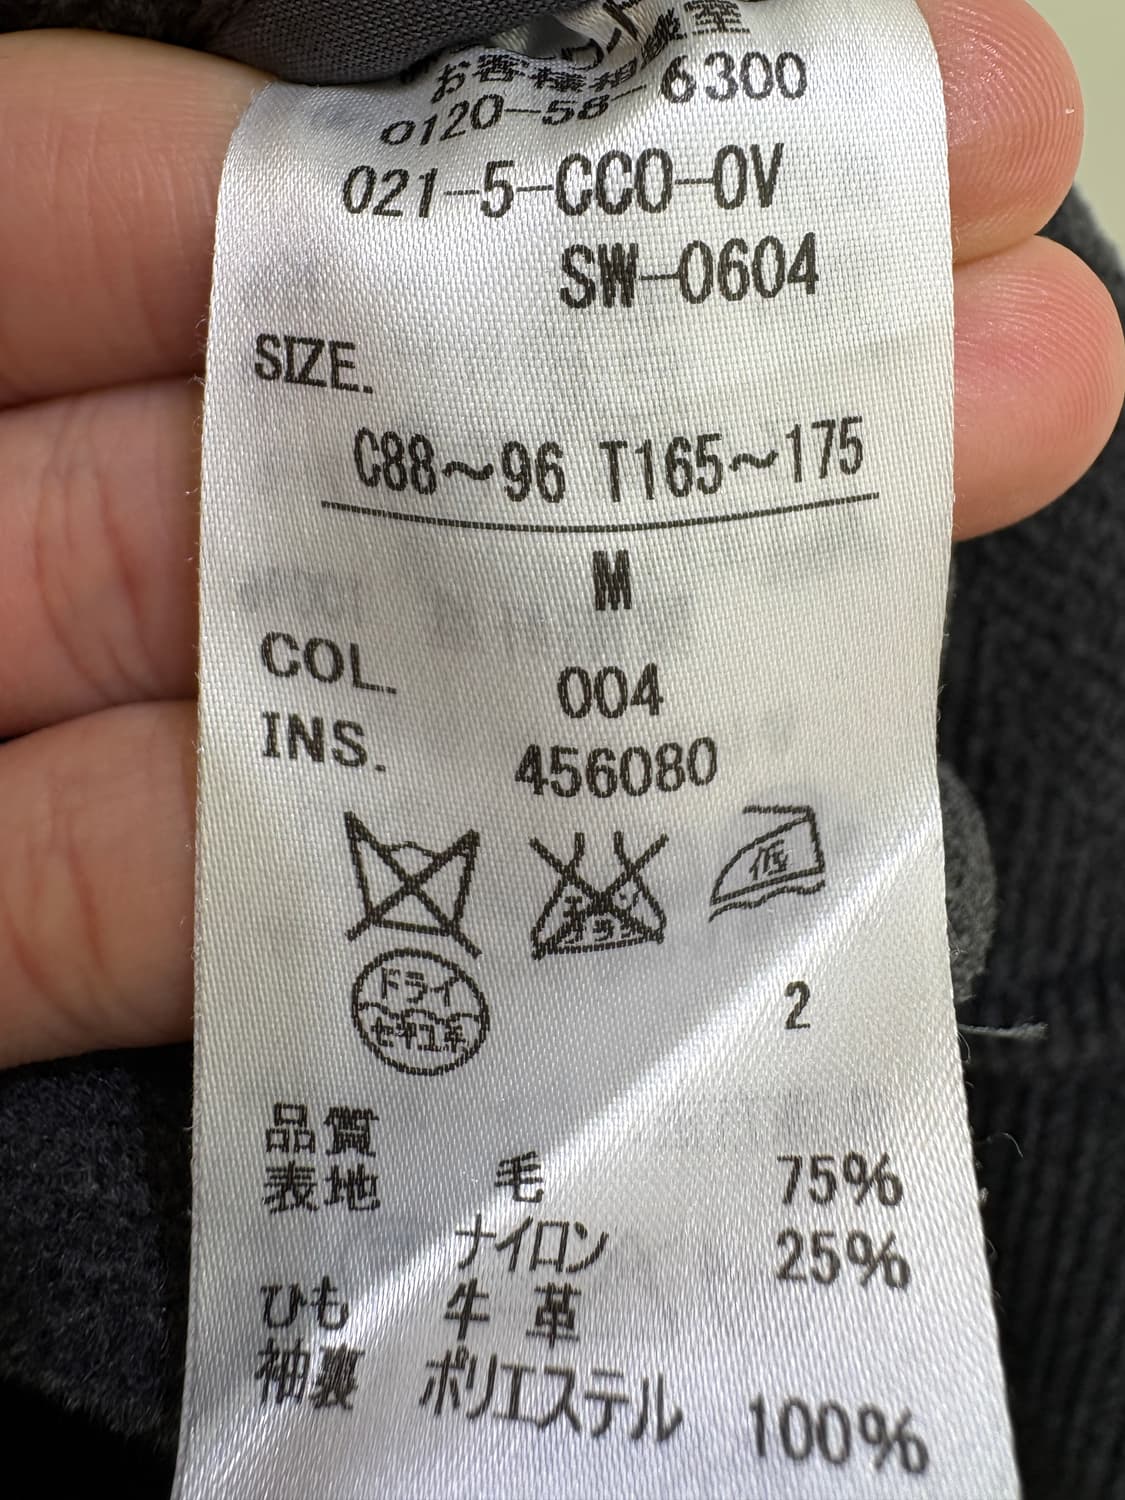 お客様相談室
0120-58-6300
021-5-CCO-OV
SW-0604
SIZE.
C88～96 T165～175
M
COL. 004
INS. 456080
低
ドライ
セキユ系
2
品質
表地 毛 75%
ナイロン 25%
ひも 牛革
袖裏 ポリエステル 100%